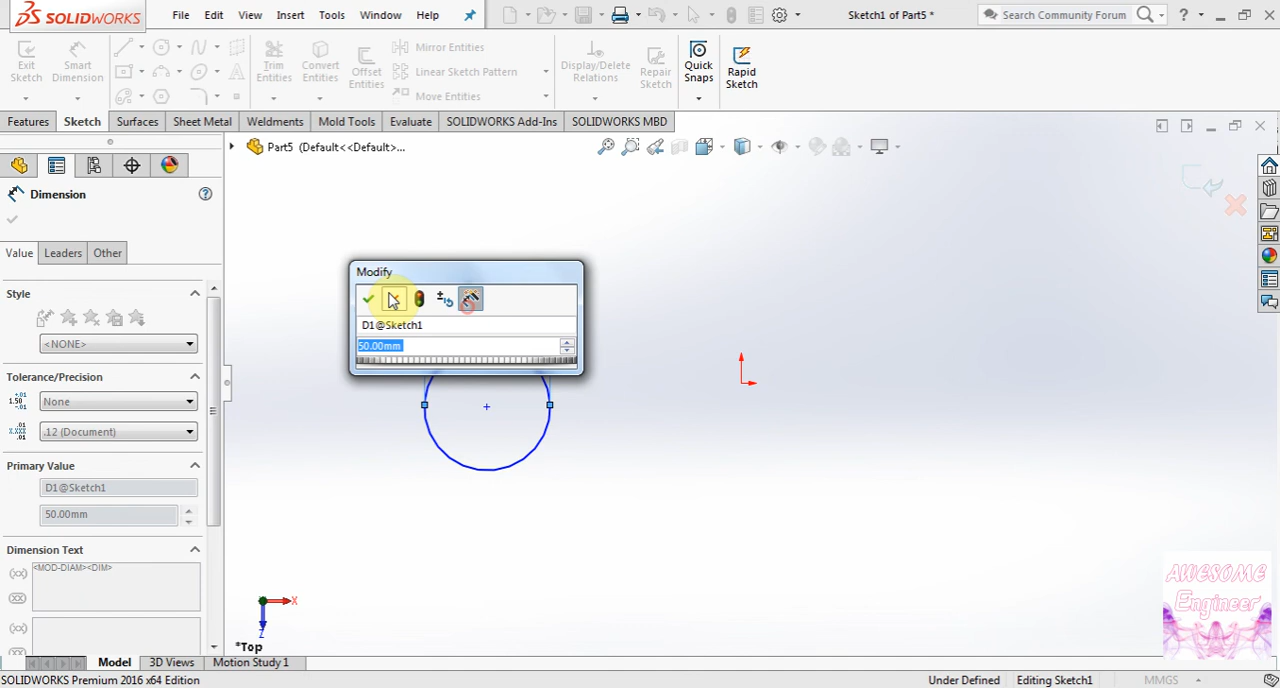 SOLIDWORKS File Edit View Insert Tools Window Help Sketch1 of Part5 * Search Community Forum ?
Exit Sketch
Smart Dimension
Trim Entities
Convert Entities
Offset Entities
Mirror Entities
Linear Sketch Pattern
Move Entities
Display/Delete Relations
Repair Sketch
Quick Snaps
Rapid Sketch
Features Sketch Surfaces Sheet Metal Weldments Mold Tools Evaluate SOLIDWORKS Add-Ins SOLIDWORKS MBD
Part5 (Default<<Default>...
Dimension ?
Value Leaders Other
Style
<NONE>
Tolerance/Precision
None
.12 (Document)
Primary Value
D1@Sketch1
50.00mm
Dimension Text
<MOD-DIAM><DIM>
Modify
D1@Sketch1
50.00mm
X
Z
*Top
AWESOME
Engineer
Model 3D Views Motion Study 1
SOLIDWORKS Premium 2016 x64 Edition Under Defined Editing Sketch1 MMGS